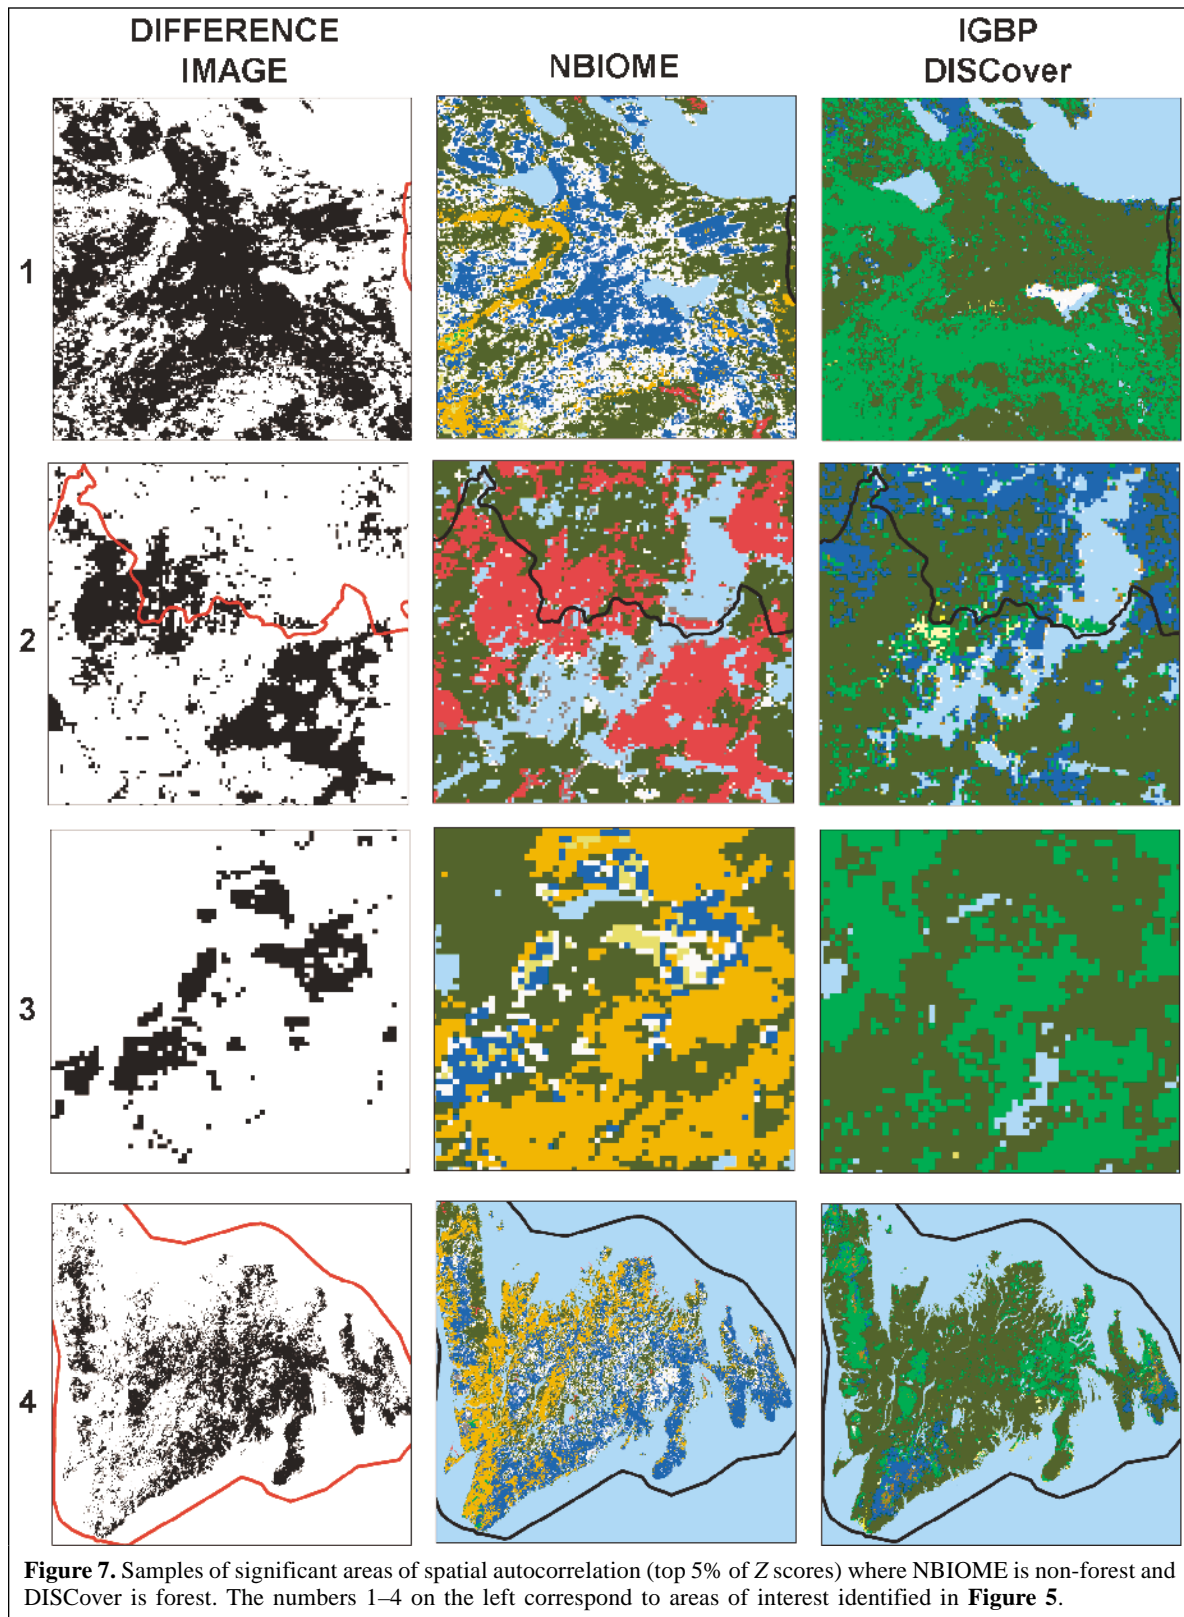 DIFFERENCE
IMAGE
NBIOME
IGBP
DISCover
1
2
3
4
Figure 7. Samples of significant areas of spatial autocorrelation (top 5% of Z scores) where NBIOME is non-forest and
DISCover is forest. The numbers 1–4 on the left correspond to areas of interest identified in Figure 5.